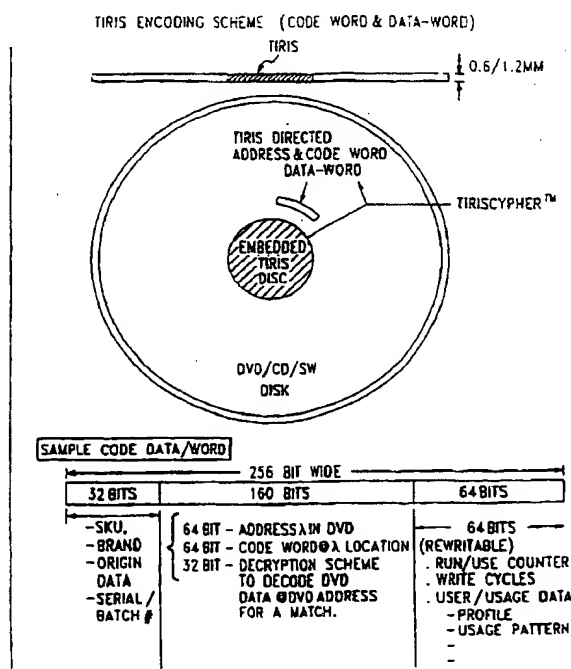 TIRIS ENCODING SCHEME (CODE WORD & DATA-WORD)
TIRIS
0.6/1.2MM
TIRIS DIRECTED
ADDRESS & CODE WORD
DATA-WORD
TIRISCYPHER™
EMBEDDED
TIRIS
DISC
DVD/CD/SW
DISK
SAMPLE CODE DATA/WORD
256 BIT WIDE
32 BITS 160 BITS 64 BITS
-SKU.
-BRAND
-ORIGIN
DATA
-SERIAL/
BATCH #
64 BIT - ADDRESS λ IN DVD
64 BIT - CODE WORD @ λ LOCATION
32 BIT - DECRYPTION SCHEME
TO DECODE DVD
DATA @ DVD ADDRESS
FOR A MATCH.
64 BITS
(REWRITABLE)
. RUN/USE COUNTER
. WRITE CYCLES
. USER/USAGE DATA
-PROFILE
-USAGE PATTERN
-
-